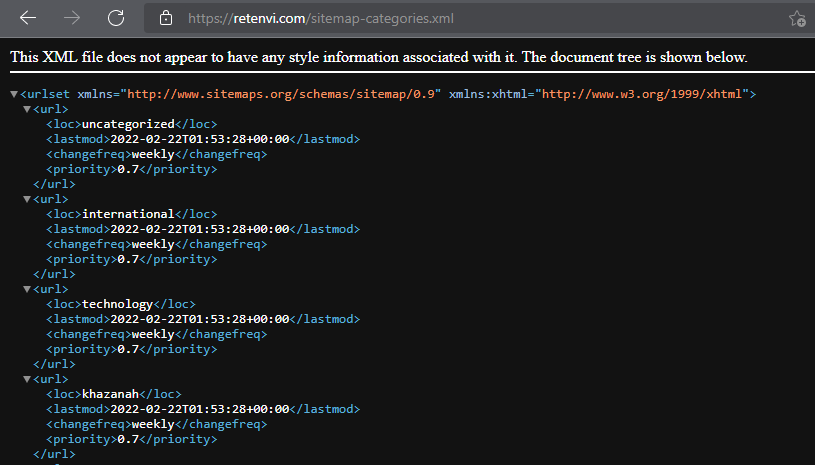 https://retenvi.com/sitemap-categories.xml
This XML file does not appear to have any style information associated with it. The document tree is shown below.
<urlset xmlns="http://www.sitemaps.org/schemas/sitemap/0.9" xmlns:xhtml="http://www.w3.org/1999/xhtml">
<url>
<loc>uncategorized</loc>
<lastmod>2022-02-22T01:53:28+00:00</lastmod>
<changefreq>weekly</changefreq>
<priority>0.7</priority>
</url>
<url>
<loc>international</loc>
<lastmod>2022-02-22T01:53:28+00:00</lastmod>
<changefreq>weekly</changefreq>
<priority>0.7</priority>
</url>
<url>
<loc>technology</loc>
<lastmod>2022-02-22T01:53:28+00:00</lastmod>
<changefreq>weekly</changefreq>
<priority>0.7</priority>
</url>
<url>
<loc>khazanah</loc>
<lastmod>2022-02-22T01:53:28+00:00</lastmod>
<changefreq>weekly</changefreq>
<priority>0.7</priority>
</url>